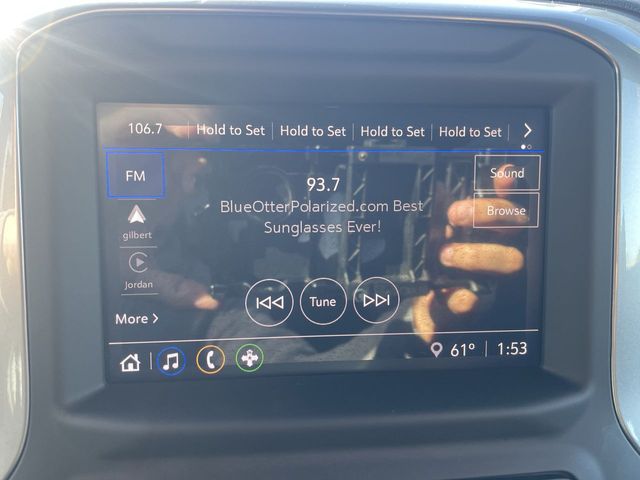 106.7 Hold to Set Hold to Set Hold to Set Hold to Set
FM
93.7
Sound
BlueOtterPolarized.com Best
Sunglasses Ever!
Browse
gilbert
Jordan
Tune
More
61° 1:53